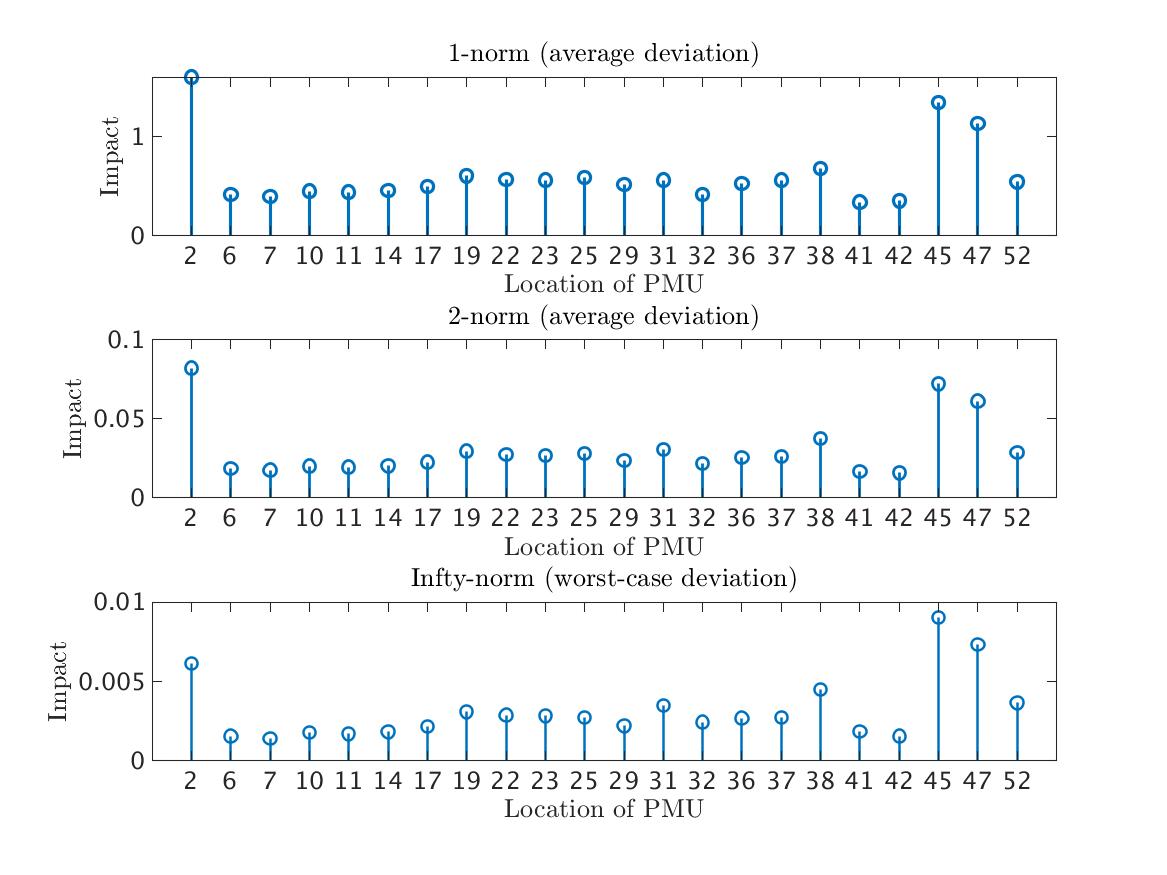 1-norm (average deviation)
Impact
1
0
2 6 7 10 11 14 17 19 22 23 25 29 31 32 36 37 38 41 42 45 47 52
Location of PMU
2-norm (average deviation)
Impact
0.1
0.05
0
2 6 7 10 11 14 17 19 22 23 25 29 31 32 36 37 38 41 42 45 47 52
Location of PMU
Infty-norm (worst-case deviation)
Impact
0.01
0.005
0
2 6 7 10 11 14 17 19 22 23 25 29 31 32 36 37 38 41 42 45 47 52
Location of PMU